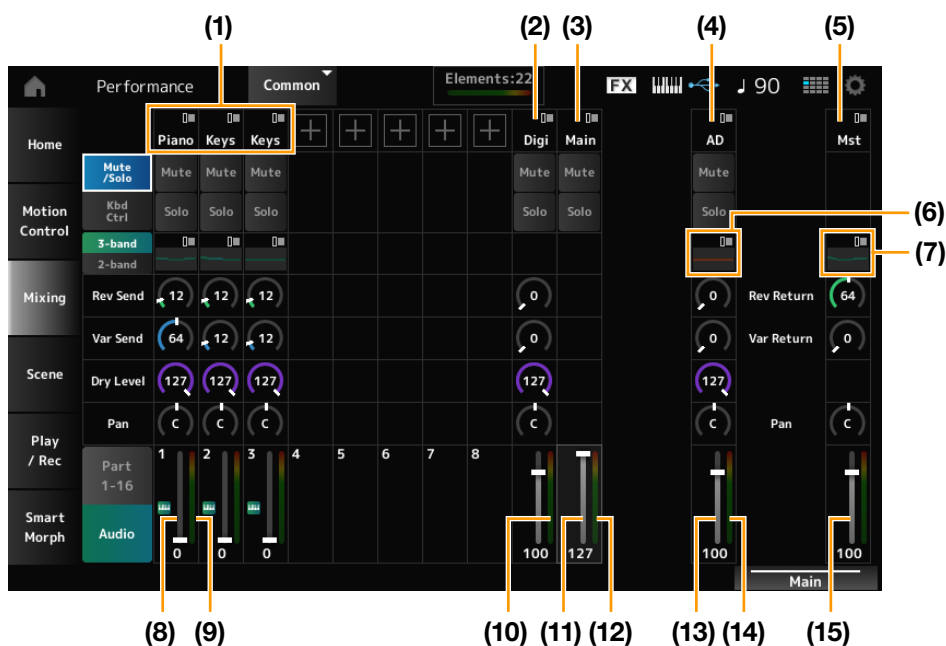 (1) (2) (3) (4) (5)
Performance Common Elements:22 FX ♩ 90
Piano Keys Keys + + + + + Digi Main AD Mst
Home
Mute /Solo Mute Mute Mute Mute Mute Mute
Kbd Ctrl Solo Solo Solo Solo Solo Solo
Motion Control
(6)
3-band
2-band
(7)
Mixing
Rev Send 12 12 12 0 0 Rev Return 64
Var Send 64 12 12 0 0 Var Return 0
Scene
Dry Level 127 127 127 127 127
Pan C C C C C Pan C
Play / Rec
Part 1-16
1 2 3 4 5 6 7 8
Smart Morph
Audio
0 0 0 100 127 100 100
Main
(8) (9) (10) (11) (12) (13) (14) (15)